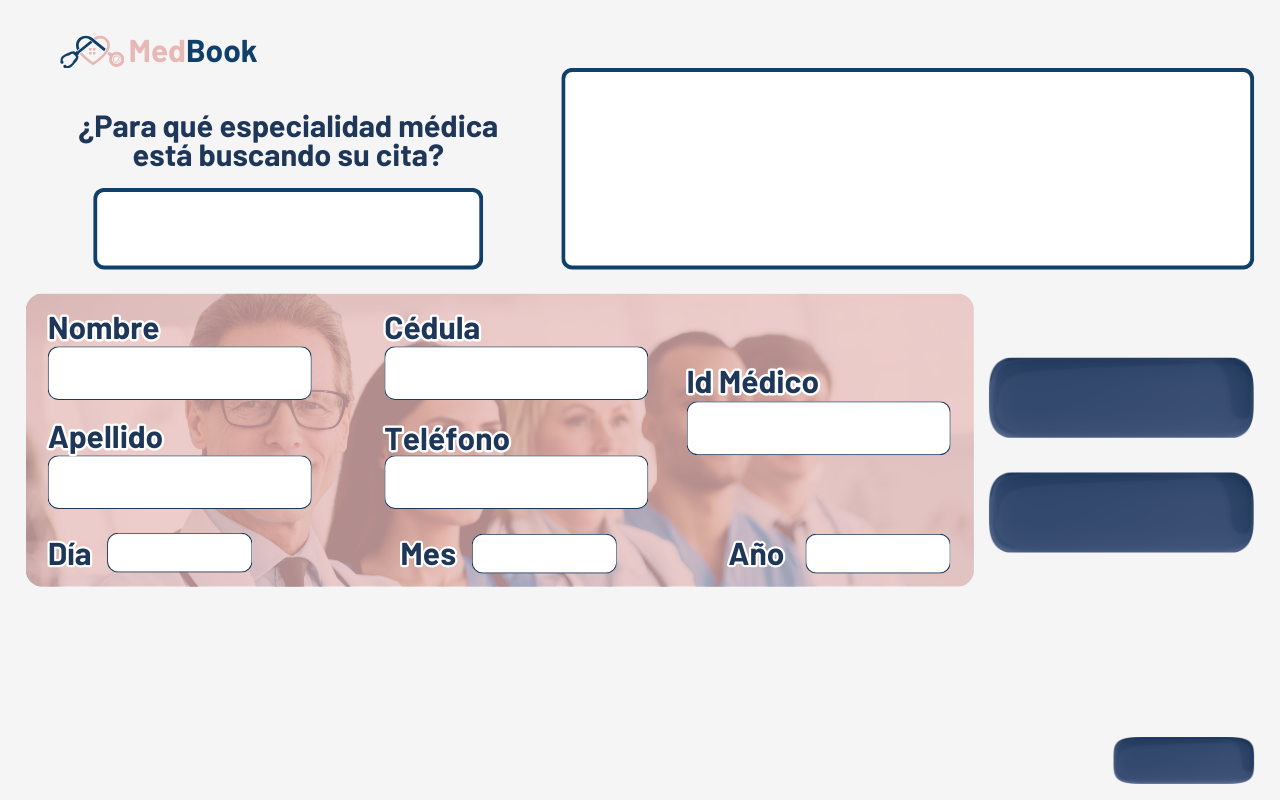 MedBook
¿Para qué especialidad médica
está buscando su cita?
Nombre
Cédula
Id Médico
Apellido
Teléfono
Día
Mes
Año